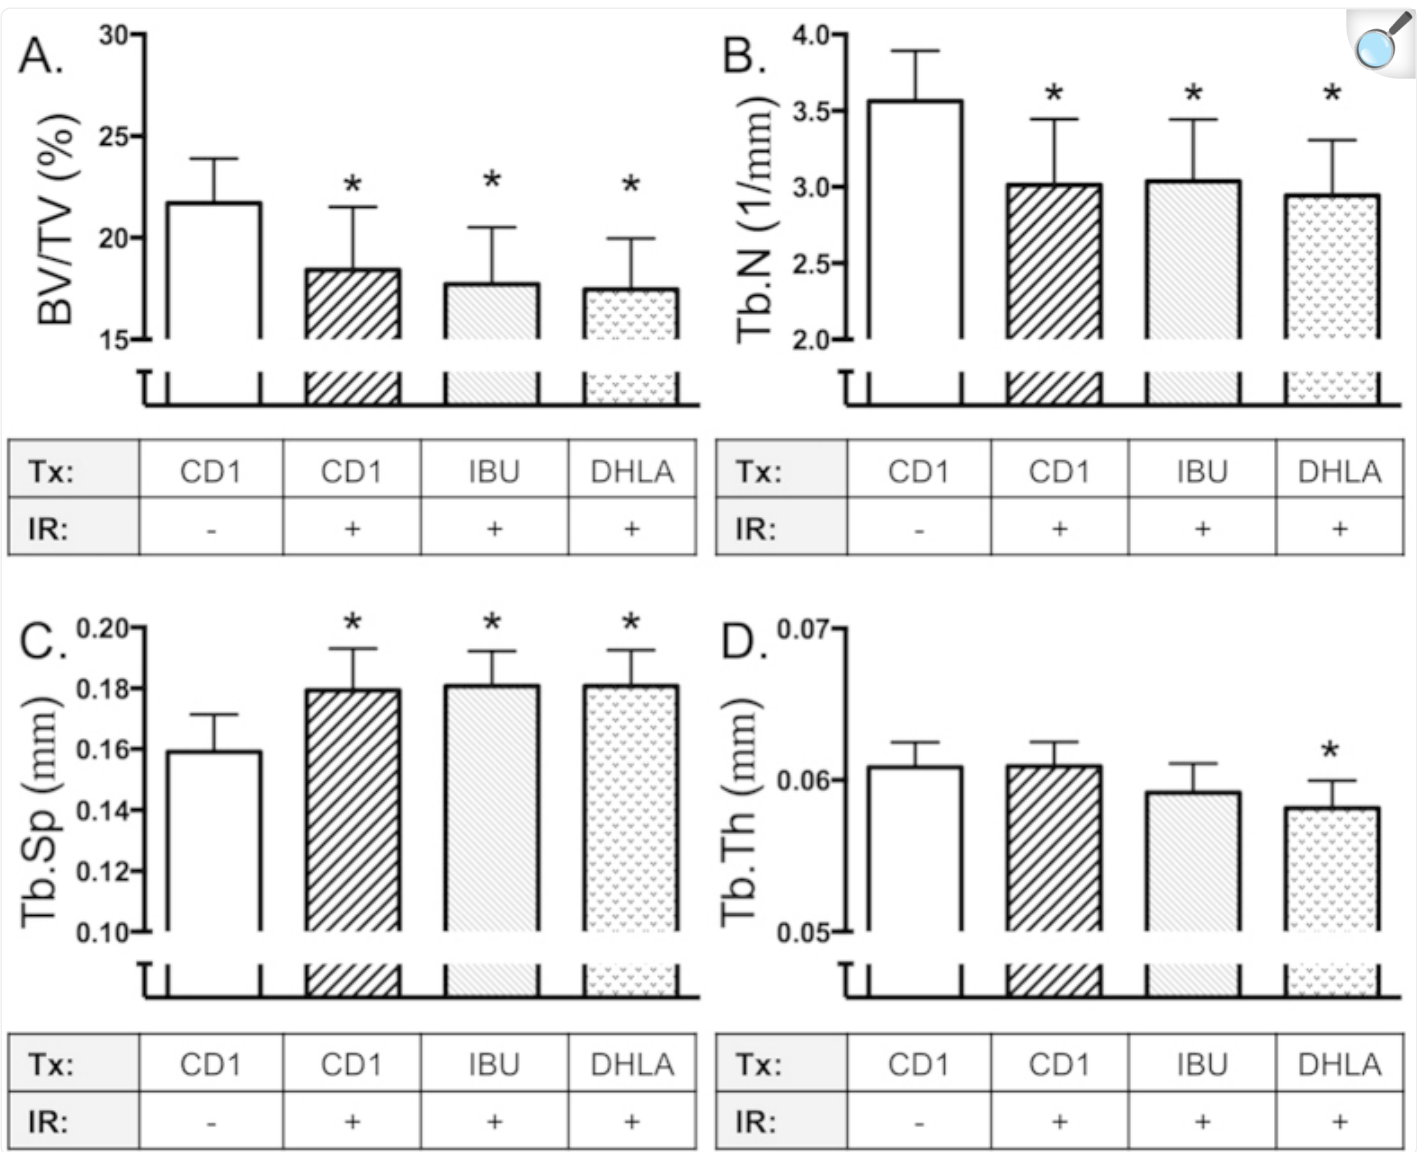 A.
BV/TV (%)
30
25
20
15
* * *
Tx: CD1 CD1 IBU DHLA
IR: - + + +
B.
Tb.N (1/mm)
4.0
3.5
3.0
2.5
2.0
* * *
Tx: CD1 CD1 IBU DHLA
IR: - + + +
C.
Tb.Sp (mm)
0.20
0.18
0.16
0.14
0.12
0.10
* * *
Tx: CD1 CD1 IBU DHLA
IR: - + + +
D.
Tb.Th (mm)
0.07
0.06
0.05
*
Tx: CD1 CD1 IBU DHLA
IR: - + + +